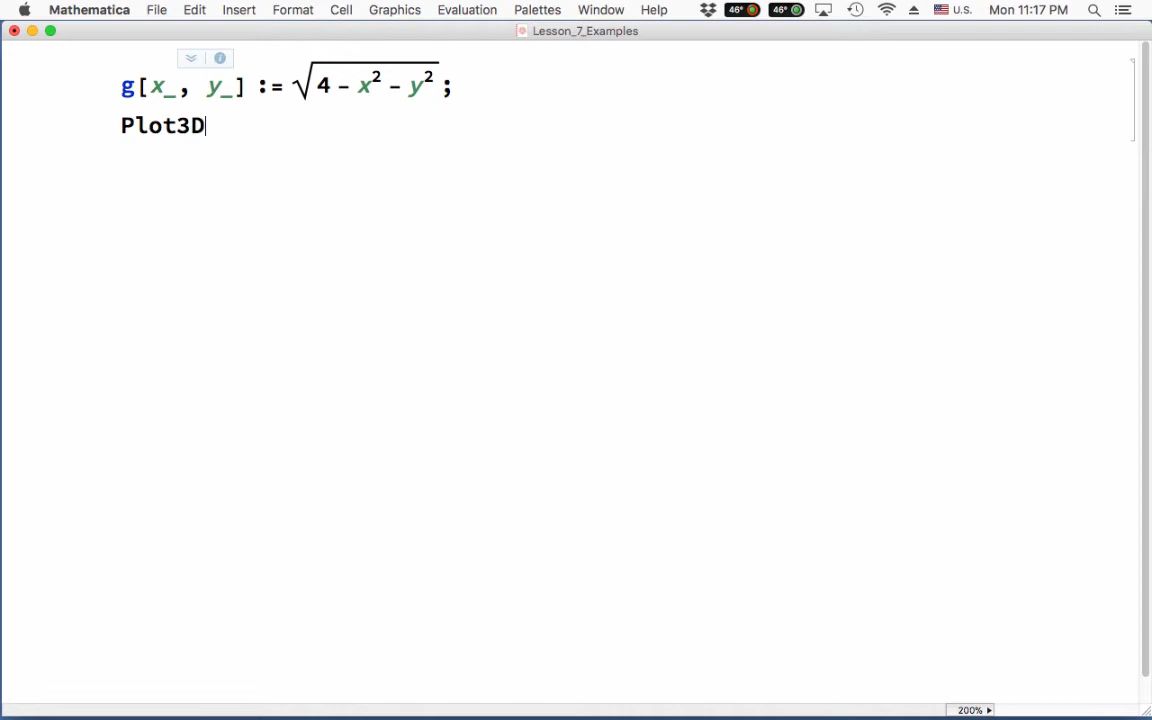 Mathematica File Edit Insert Format Cell Graphics Evaluation Palettes Window Help 46° 46° U.S. Mon 11:17 PM
Lesson_7_Examples
g[x_, y_] := √4 - x² - y² ;
Plot3D
200%